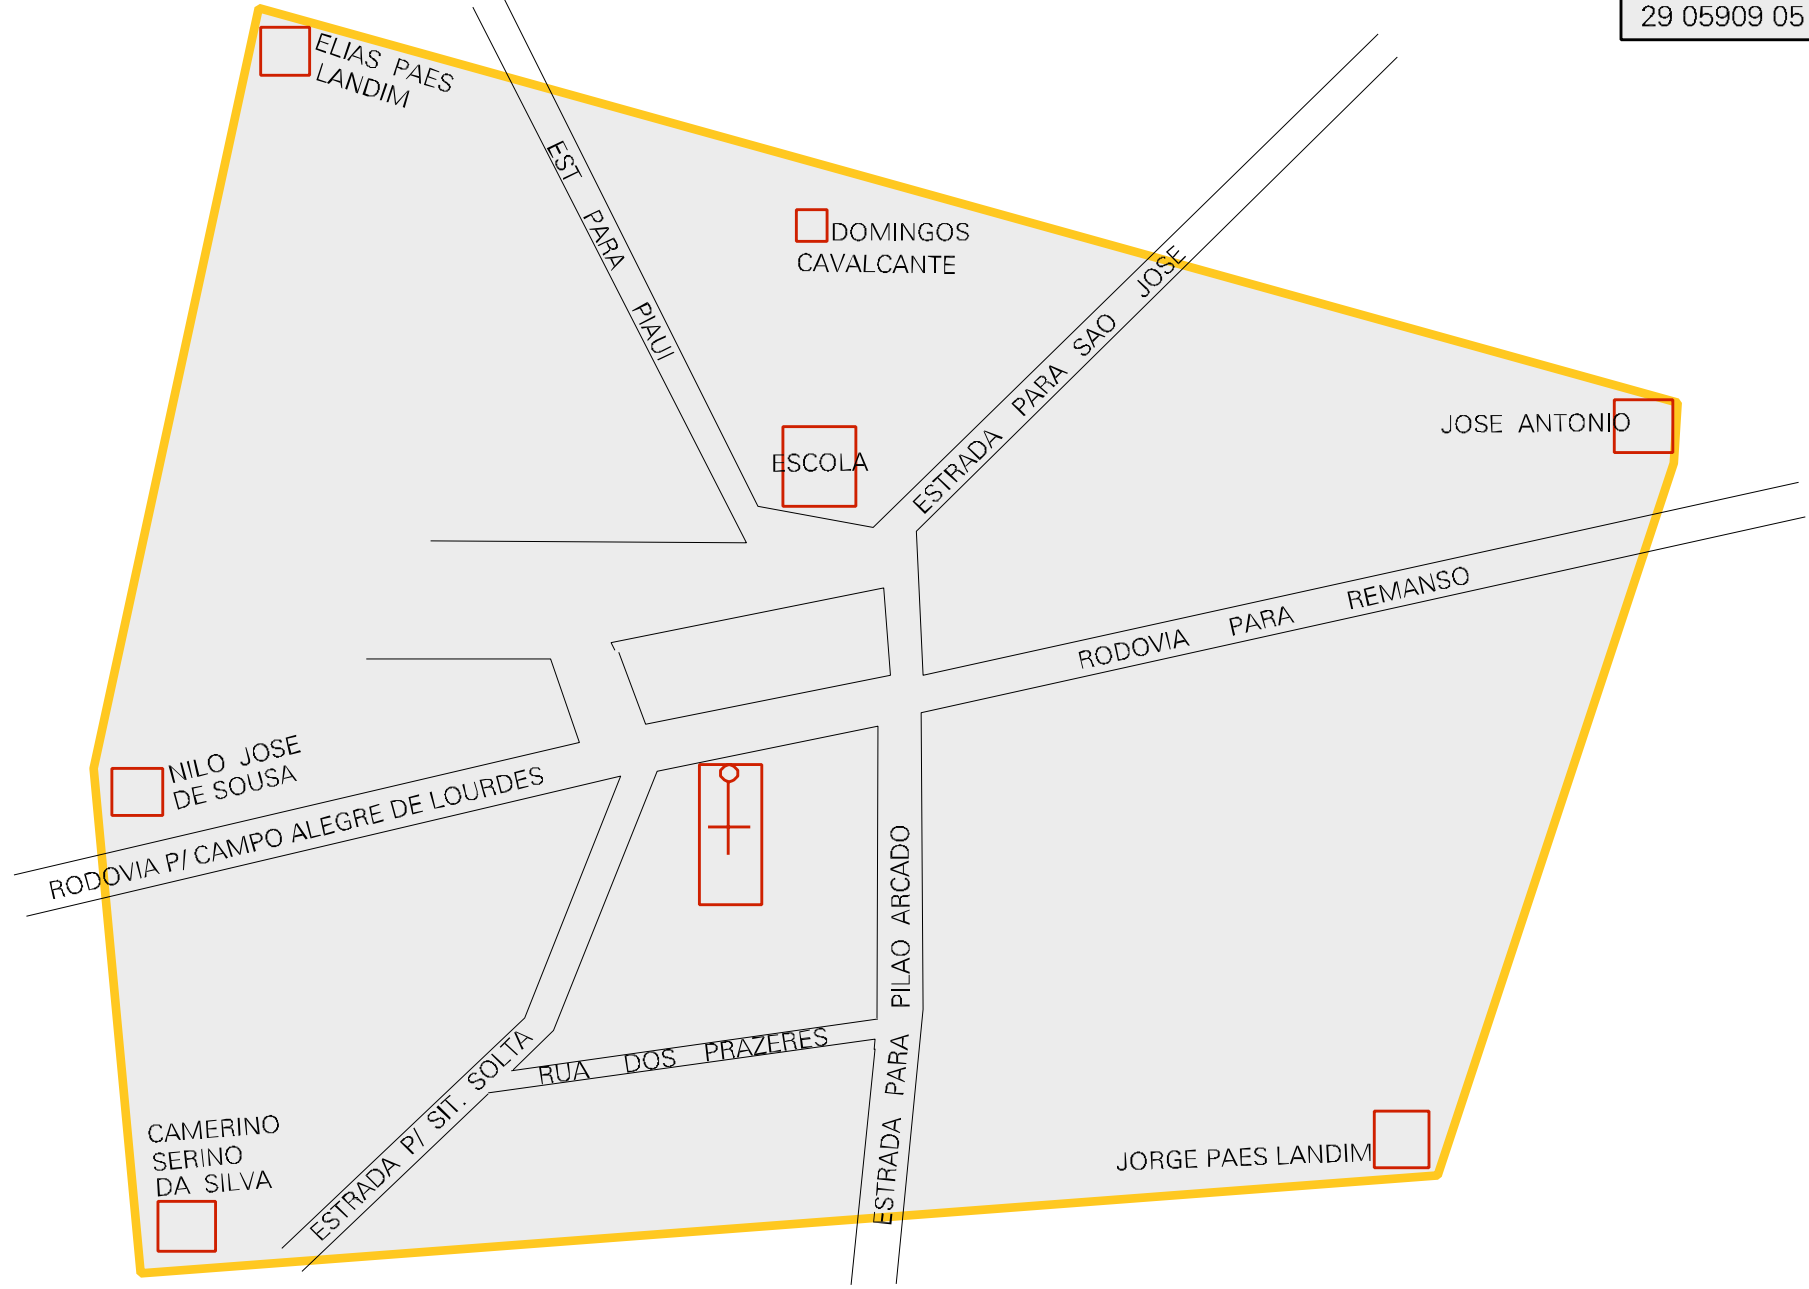 29 05909 05
ELIAS PAES
LANDIM
EST PARA PIAUI
DOMINGOS
CAVALCANTE
ESTRADA PARA SAO JOSE
JOSE ANTONIO
ESCOLA
RODOVIA PARA REMANSO
NILO JOSE
DE SOUSA
RODOVIA P/ CAMPO ALEGRE DE LOURDES
ESTRADA PARA PILAO ARCADO
RUA DOS PRAZERES
ESTRADA P/ SIT. SOLTA
CAMERINO
SERINO
DA SILVA
JORGE PAES LANDIM